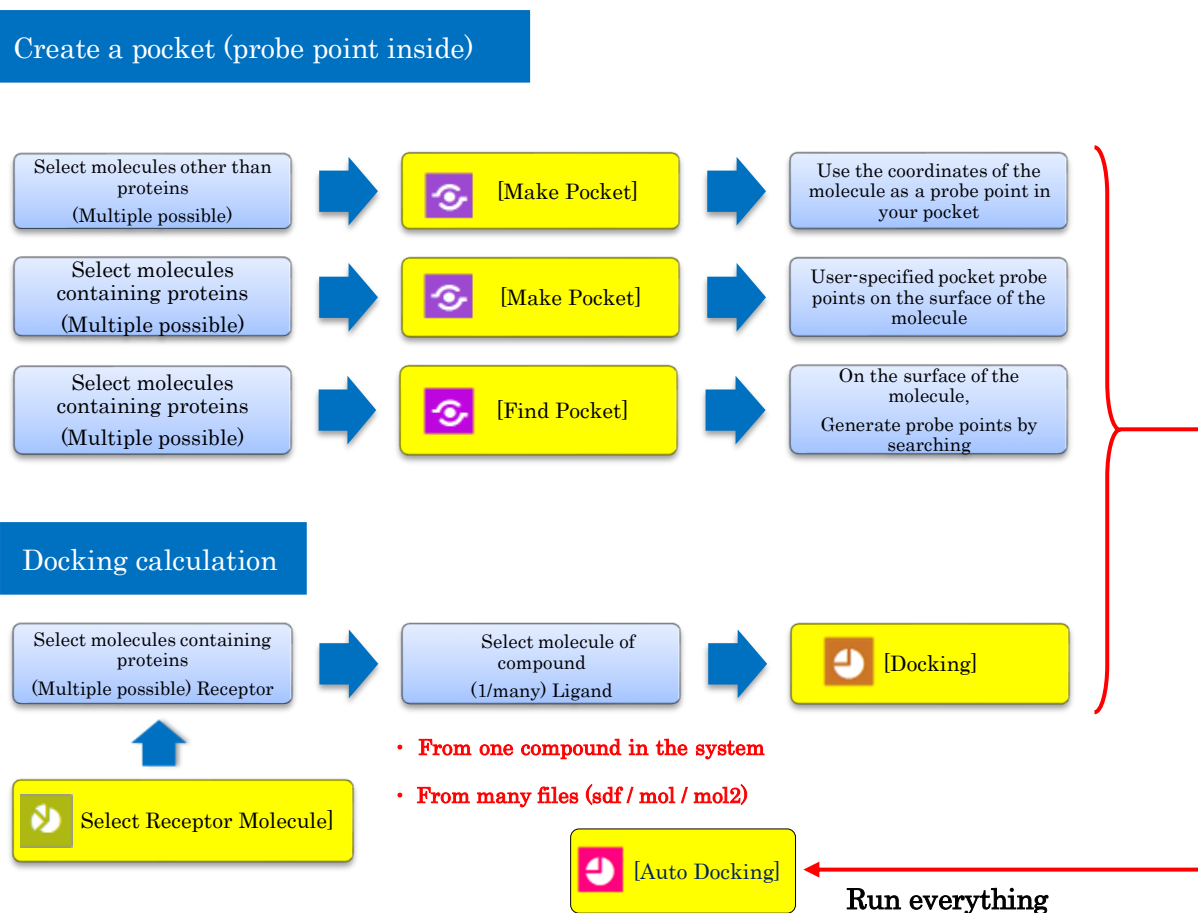 Create a pocket (probe point inside)
Select molecules other than
proteins
(Multiple possible)
[Make Pocket]
Use the coordinates of the
molecule as a probe point in
your pocket
Select molecules
containing proteins
(Multiple possible)
[Make Pocket]
User-specified pocket probe
points on the surface of the
molecule
Select molecules
containing proteins
(Multiple possible)
[Find Pocket]
On the surface of the
molecule,
Generate probe points by
searching
Docking calculation
Select molecules containing
proteins
(Multiple possible) Receptor
Select molecule of
compound
(1/many) Ligand
[Docking]
・ From one compound in the system
・ From many files (sdf / mol / mol2)
Select Receptor Molecule]
[Auto Docking]
Run everything